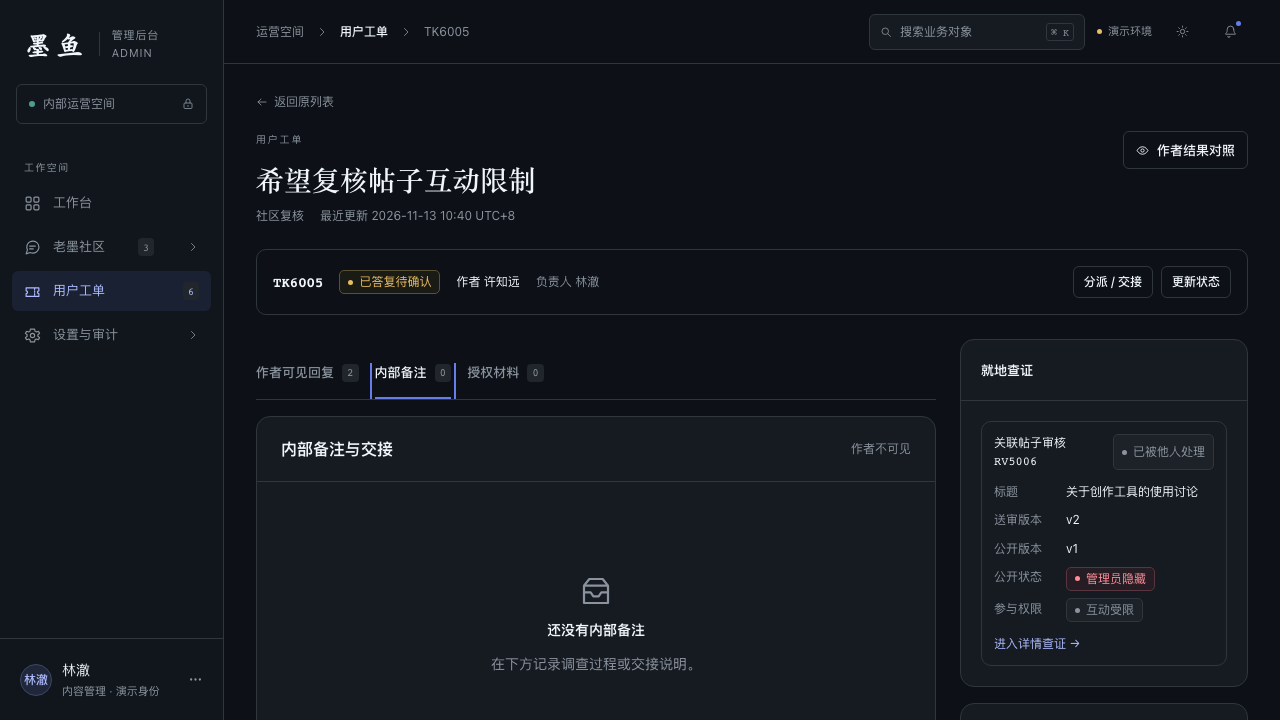 墨鱼
管理后台
ADMIN
内部运营空间
工作空间
工作台
老墨社区 3
用户工单 6
设置与审计
林澈
林澈
内容管理 · 演示身份
运营空间
用户工单
TK6005
搜索业务对象
⌘ K
演示环境
← 返回原列表
用户工单
希望复核帖子互动限制
社区复核 最近更新 2026-11-13 10:40 UTC+8
作者结果对照
TK6005
已答复待确认
作者 许知远
负责人 林澈
分派 / 交接
更新状态
作者可见回复 2
内部备注 0
授权材料 0
内部备注与交接
作者不可见
还没有内部备注
在下方记录调查过程或交接说明。
就地查证
关联帖子审核
RV5006
已被他人处理
标题 关于创作工具的使用讨论
送审版本 v2
公开版本 v1
公开状态 管理员隐藏
参与权限 互动受限
进入详情查证 →